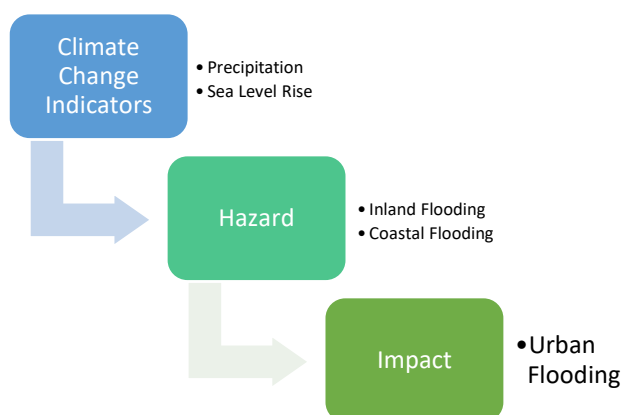 Climate
Change
Indicators
• Precipitation
• Sea Level Rise
Hazard
• Inland Flooding
• Coastal Flooding
Impact
•Urban
Flooding